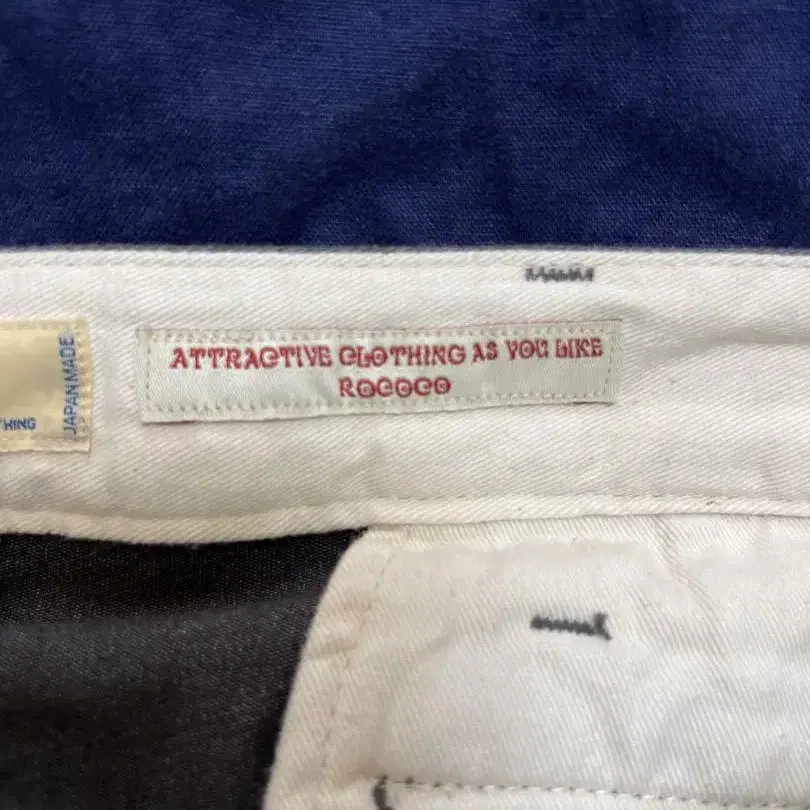 ATTRACTIVE CLOTHING AS YOU LIKE
ROCOCO
JAPAN MADE
THING